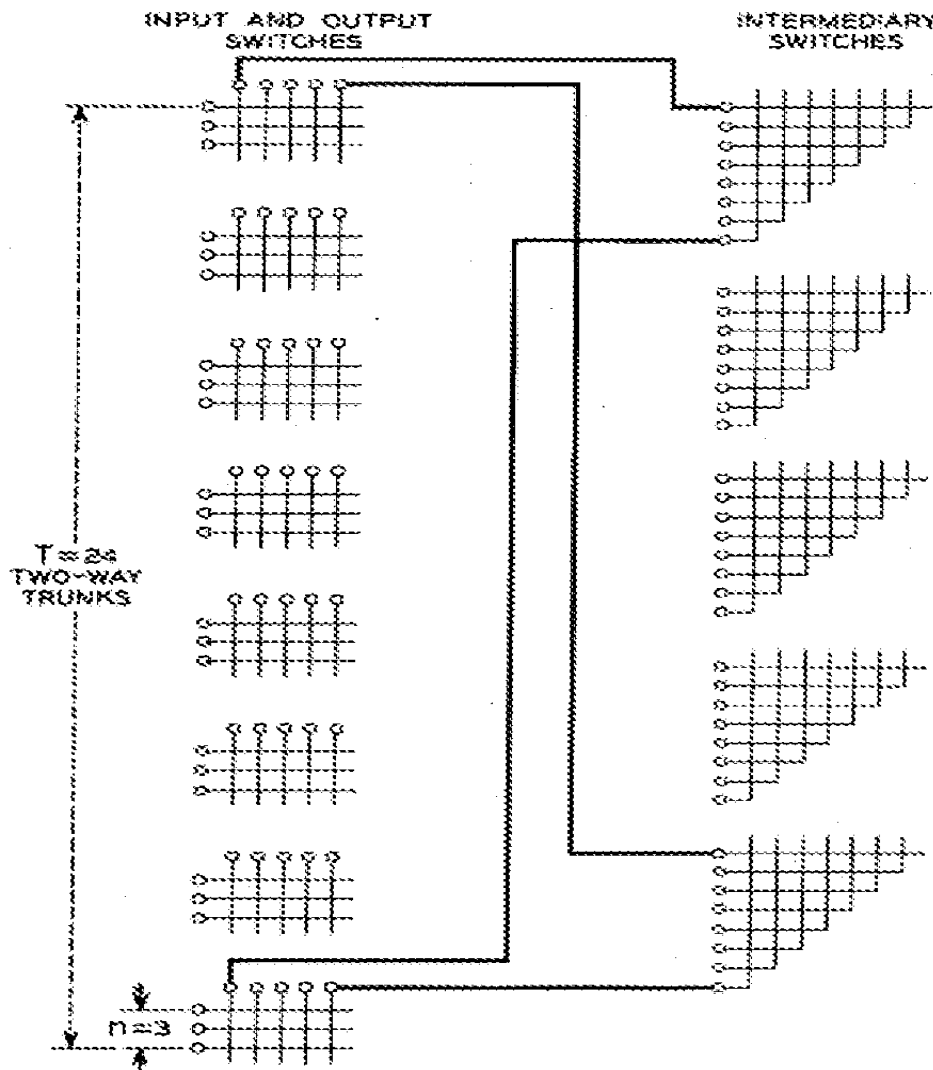 INPUT AND OUTPUT
SWITCHES
INTERMEDIARY
SWITCHES
T=24
TWO-WAY
TRUNKS
n=3